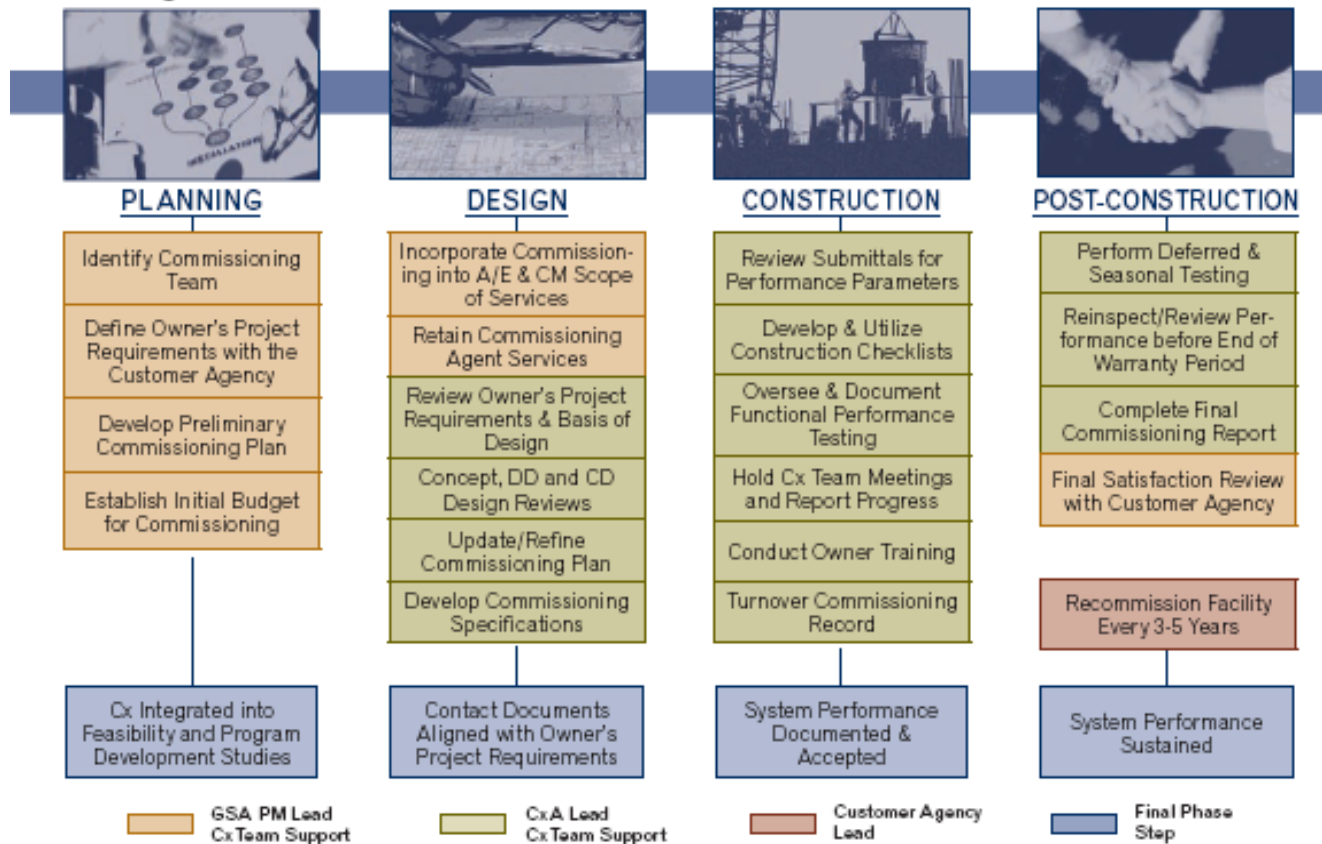 PLANNING
Identify Commissioning
Team
Define Owner's Project
Requirements with the
Customer Agency
Develop Preliminary
Commissioning Plan
Establish Initial Budget
for Commissioning
Cx Integrated into
Feasibility and Program
Development Studies
DESIGN
Incorporate Commission-
ing into A/E & CM Scope
of Services
Retain Commissioning
Agent Services
Review Owner's Project
Requirements & Basis of
Design
Concept, DD and CD
Design Reviews
Update/Refine
Commissioning Plan
Develop Commissioning
Specifications
Contact Documents
Aligned with Owner's
Project Requirements
CONSTRUCTION
Review Submittals for
Performance Parameters
Develop & Utilize
Construction Checklists
Oversee & Document
Functional Performance
Testing
Hold Cx Team Meetings
and Report Progress
Conduct Owner Training
Turnover Commissioning
Record
System Performance
Documented &
Accepted
POST-CONSTRUCTION
Perform Deferred &
Seasonal Testing
Reinspect/Review Per-
formance before End of
Warranty Period
Complete Final
Commissioning Report
Final Satisfaction Review
with Customer Agency
Recommission Facility
Every 3-5 Years
System Performance
Sustained
GSA PM Lead
CxTeam Support
CxA Lead
CxTeam Support
Customer Agency
Lead
Final Phase
Step